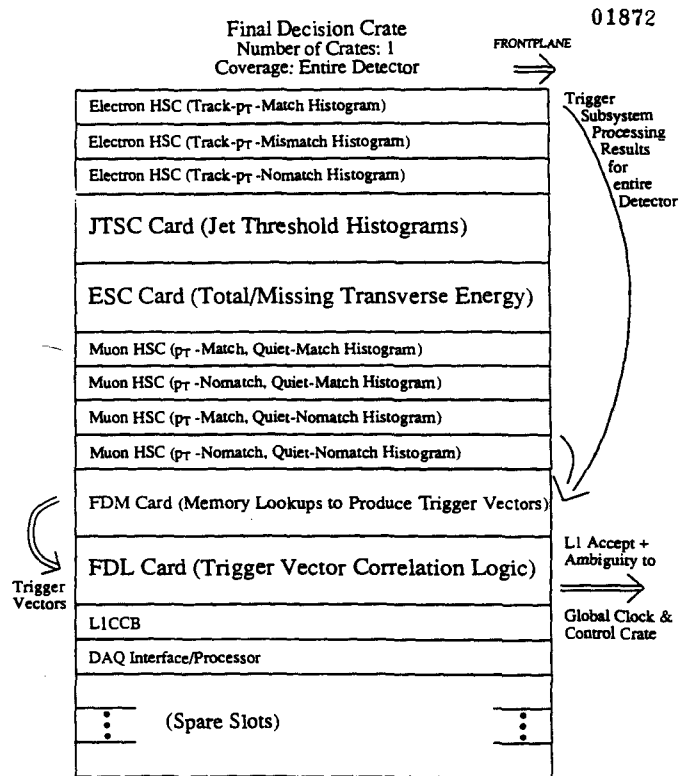 01872
Final Decision Crate
Number of Crates: 1
Coverage: Entire Detector
FRONTPLANE
Electron HSC (Track-pT -Match Histogram)
Electron HSC (Track-pT -Mismatch Histogram)
Electron HSC (Track-pT -Nomatch Histogram)
JTSC Card (Jet Threshold Histograms)
ESC Card (Total/Missing Transverse Energy)
Muon HSC (pT -Match, Quiet-Match Histogram)
Muon HSC (pT -Nomatch, Quiet-Match Histogram)
Muon HSC (pT -Match, Quiet-Nomatch Histogram)
Muon HSC (pT -Nomatch, Quiet-Nomatch Histogram)
FDM Card (Memory Lookups to Produce Trigger Vectors)
FDL Card (Trigger Vector Correlation Logic)
L1CCB
DAQ Interface/Processor
(Spare Slots)
Trigger
Subsystem
Processing
Results
for
entire
Detector
Trigger
Vectors
L1 Accept +
Ambiguity to
Global Clock &
Control Crate